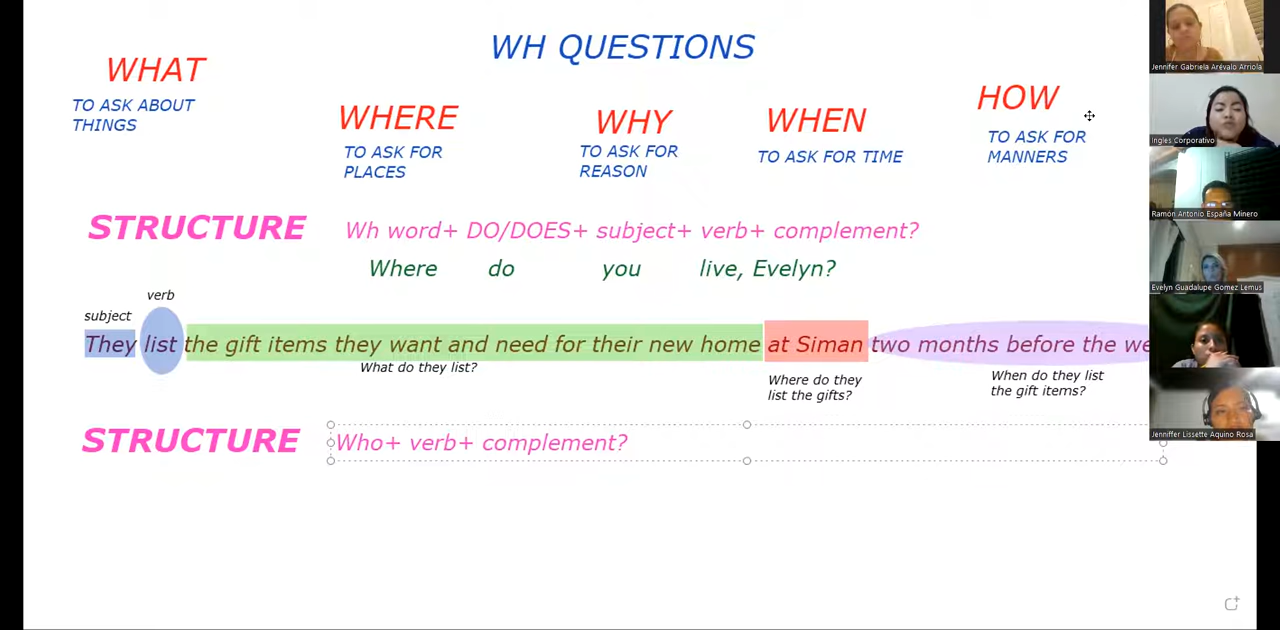 WH QUESTIONS
WHAT
TO ASK ABOUT
THINGS
WHERE
TO ASK FOR
PLACES
WHY
TO ASK FOR
REASON
WHEN
TO ASK FOR TIME
HOW
TO ASK FOR
MANNERS
STRUCTURE
Wh word+ DO/DOES+ subject+ verb+ complement?
Where do you live, Evelyn?
verb
subject
They list the gift items they want and need for their new home at Siman two months before the we
What do they list?
Where do they
list the gifts?
When do they list
the gift items?
STRUCTURE
Who+ verb+ complement?
Jennifer Gabriela Arévalo Arriola
Ingles Corporativo
Ramón Antonio España Minero
Evelyn Guadalupe Gomez Lemus
Jenniffer Lissette Aquino Rosa